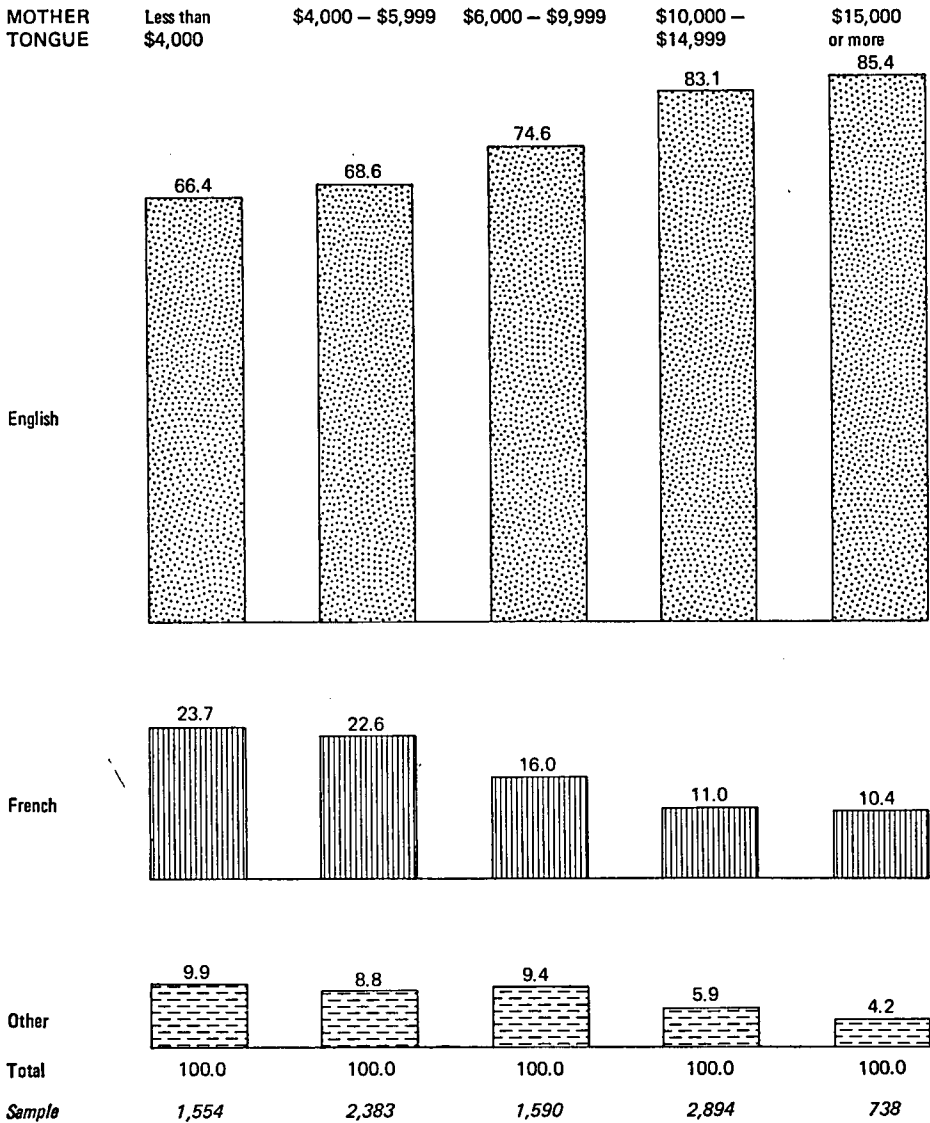 MOTHER Less than $4,000 – $5,999 $6,000 – $9,999 $10,000 – $15,000
TONGUE $4,000 $14,999 or more
66.4 68.6 74.6 83.1 85.4
English
23.7 22.6 16.0 11.0 10.4
French
9.9 8.8 9.4 5.9 4.2
Other
Total 100.0 100.0 100.0 100.0 100.0
Sample 1,554 2,383 1,590 2,894 738